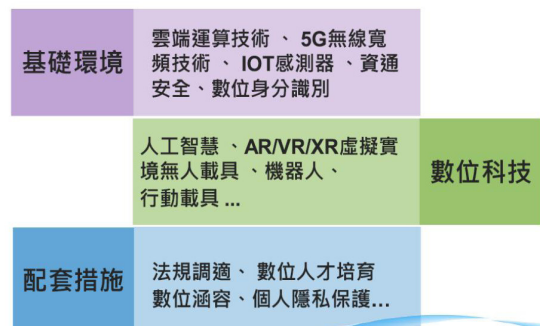 基礎環境
雲端運算技術 、 5G無線寬
頻技術 、 IOT感測器 、資通
安全、數位身分識別
人工智慧 、AR/VR/XR虛擬實
境無人載具 、機器人、
行動載具 ...
數位科技
配套措施
法規調適、 數位人才培育
數位涵容、個人隱私保護...